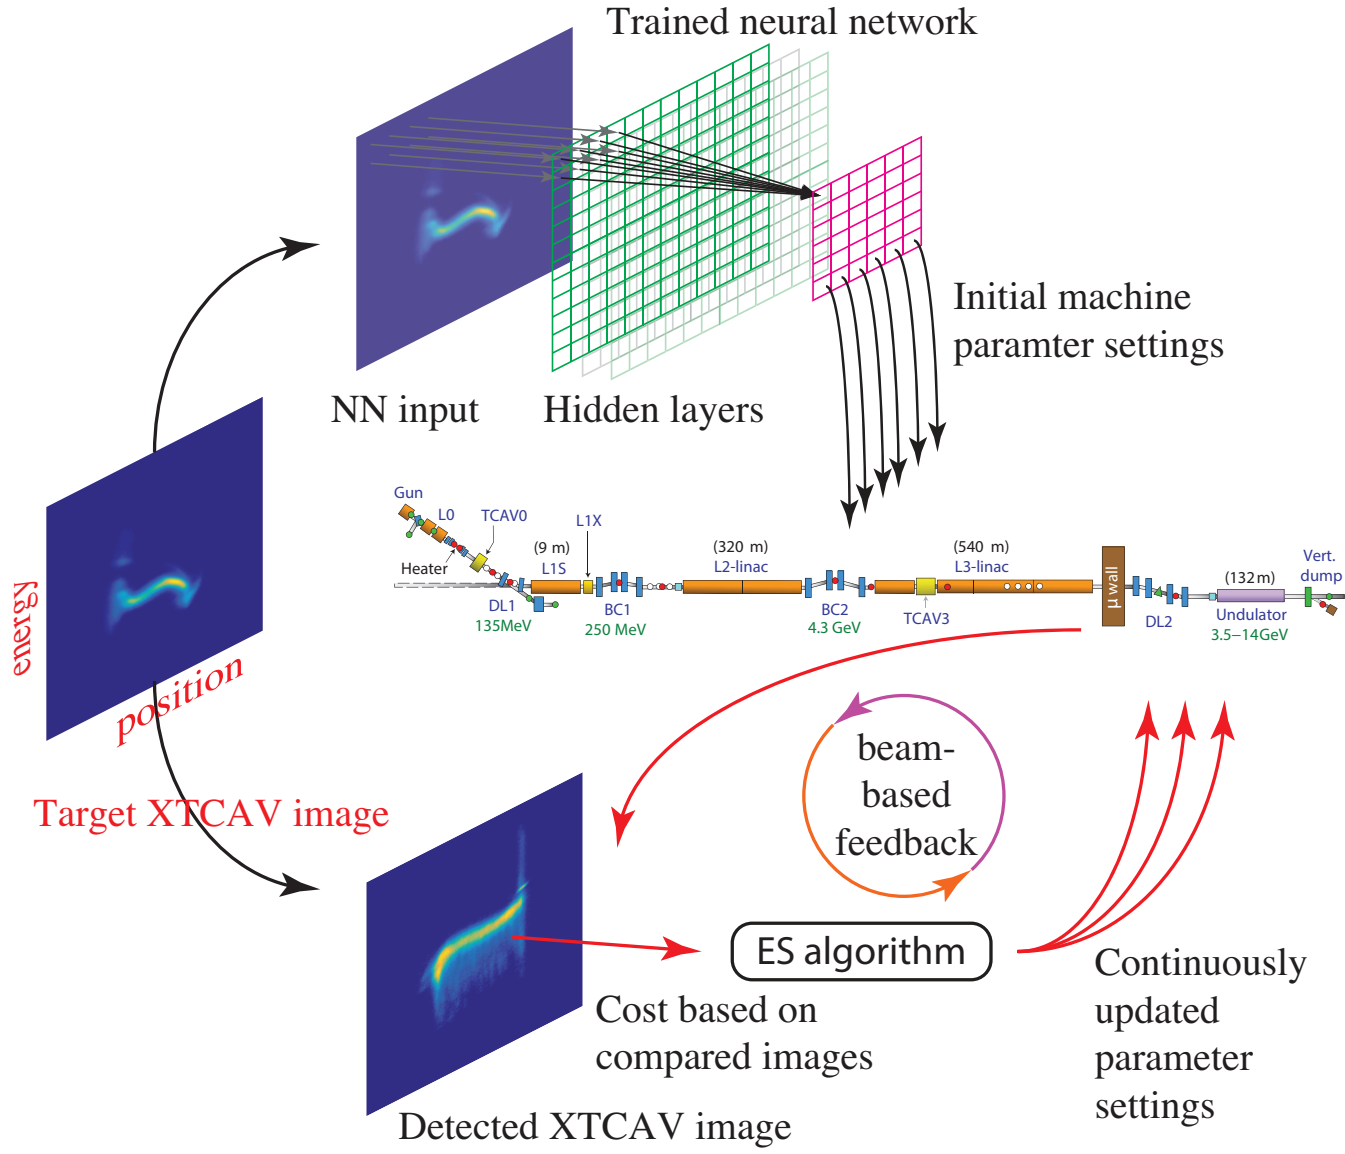 Trained neural network
Initial machine
paramter settings
NN input
Hidden layers
energy
position
Target XTCAV image
Gun
L0
TCAV0
L1X
Heater
(9 m)
L1S
(320 m)
L2-linac
(540 m)
L3-linac
μ wall
(132 m)
Vert.
dump
DL1
135MeV
BC1
250 MeV
BC2
4.3 GeV
TCAV3
DL2
Undulator
3.5–14GeV
beam-
based
feedback
ES algorithm
Cost based on
compared images
Continuously
updated
parameter
settings
Detected XTCAV image